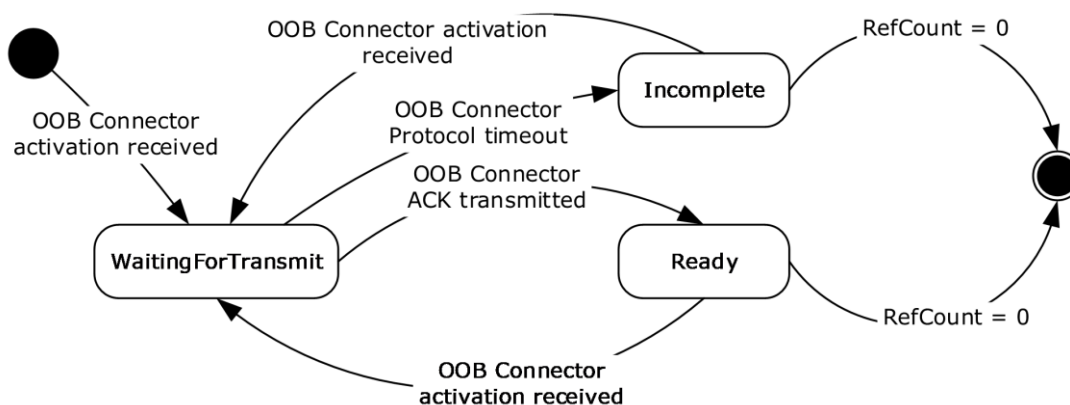 OOB Connector activation
received
RefCount = 0
Incomplete
OOB Connector
activation received
OOB Connector
Protocol timeout
OOB Connector
ACK transmitted
WaitingForTransmit
Ready
RefCount = 0
OOB Connector
activation received